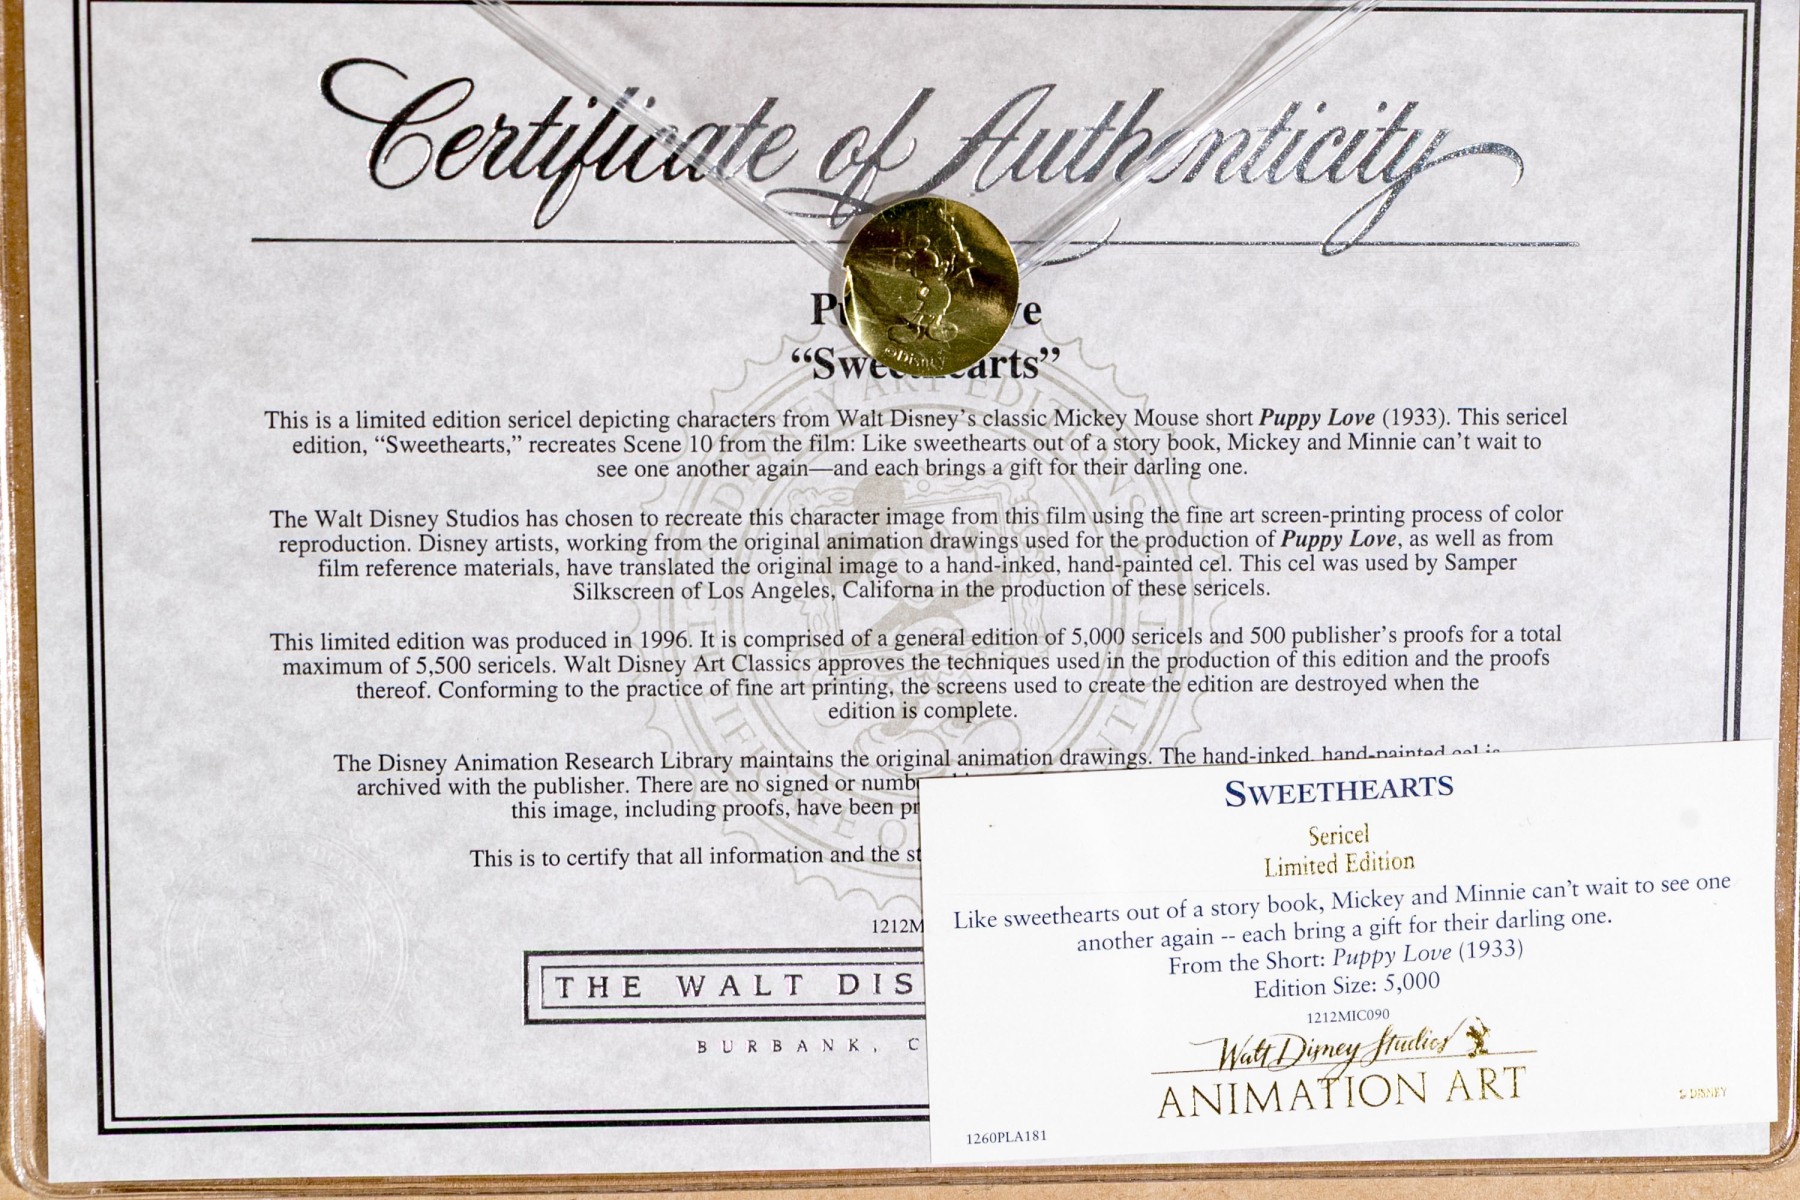 Certificate of Authenticity
©Disney
"Sweethearts"
This is a limited edition sericel depicting characters from Walt Disney's classic Mickey Mouse short Puppy Love (1933). This sericel
edition, "Sweethearts," recreates Scene 10 from the film: Like sweethearts out of a story book, Mickey and Minnie can't wait to
see one another again—and each brings a gift for their darling one.
The Walt Disney Studios has chosen to recreate this character image from this film using the fine art screen-printing process of color
reproduction. Disney artists, working from the original animation drawings used for the production of Puppy Love, as well as from
film reference materials, have translated the original image to a hand-inked, hand-painted cel. This cel was used by Samper
Silkscreen of Los Angeles, Californa in the production of these sericels.
This limited edition was produced in 1996. It is comprised of a general edition of 5,000 sericels and 500 publisher's proofs for a total
maximum of 5,500 sericels. Walt Disney Art Classics approves the techniques used in the production of this edition and the proofs
thereof. Conforming to the practice of fine art printing, the screens used to create the edition are destroyed when the
edition is complete.
The Disney Animation Research Library maintains the original animation drawings. The hand-inked, hand-painted cel is
archived with the publisher. There are no signed or
this image, including proofs, have been
This is to certify that all information and the
1212M
THE WALT DIS
BURBANK, C
SWEETHEARTS
Sericel
Limited Edition
Like sweethearts out of a story book, Mickey and Minnie can't wait to see one
another again -- each bring a gift for their darling one.
From the Short: Puppy Love (1933)
Edition Size: 5,000
1212MIC090
Walt Disney Studios
ANIMATION ART
© DISNEY
1260PLA181